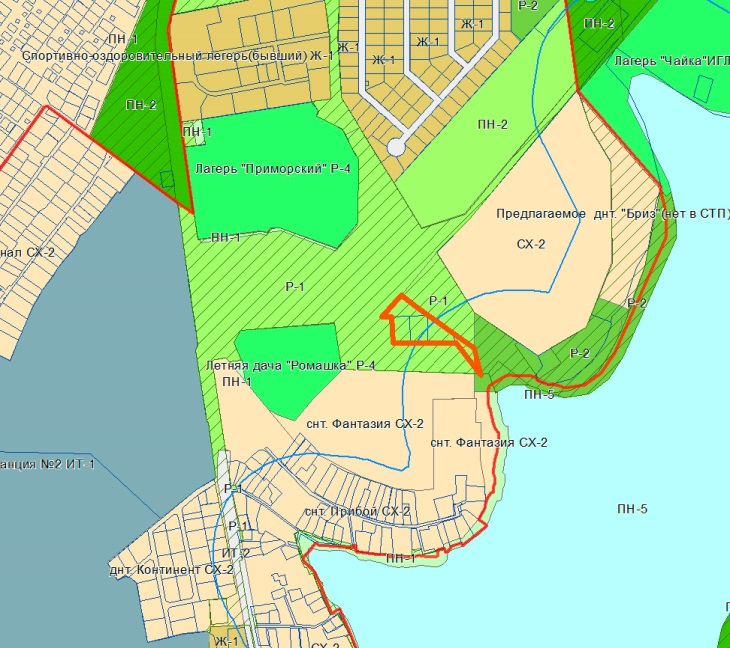 Р-2
Ж-1
ПН-2
ПН-1
Ж-1
Ж-1
Спортивно-оздоровительный легерь(бывший) Ж-1
Ж-1
Лагерь "Чайка"ИГЛ
ПН-2
ПН-2
ПН-1
Лагерь "Приморский" Р-4
Предлагаемое днт. "Бриз"(нет в СТП)
ПН-1
СХ-2
нал СХ-2
Р-1
Р-1
Р-2
Р-2
Летняя дача "Ромашка" Р-4
ПН-1
ПН-5
снт. Фантазия СХ-2
снт. Фантазия СХ-2
анция №2 ИТ-1
Р-1
снт. Прибой СХ-2
ПН-5
Р-1
ИТ-2
ПН-1
днт. Континент СХ-2
Ж-1
СХ-2